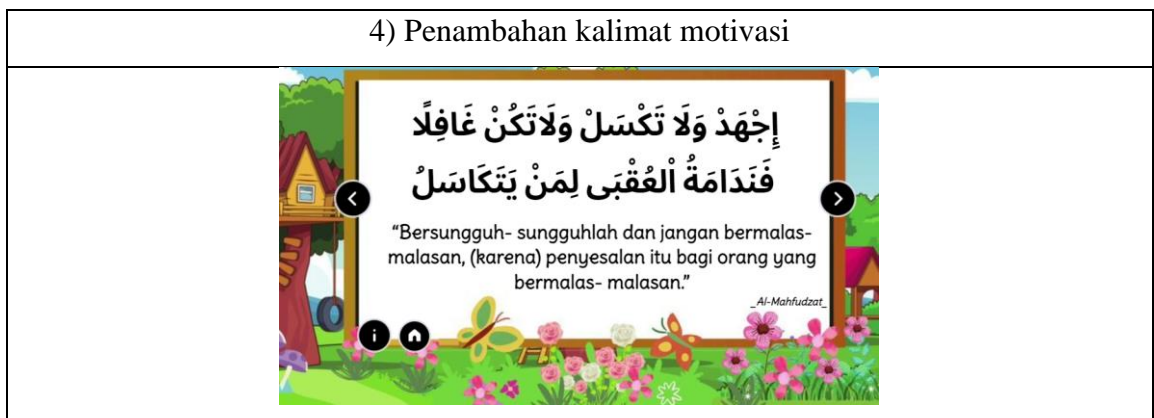 4) Penambahan kalimat motivasi
إِجْهَدْ وَلَا تَكْسَلْ وَلَاتَكُنْ غَافِلًا
فَنَدَامَةُ اْلعُقْبَى لِمَنْ يَتَكَاسَلُ
“Bersungguh- sungguhlah dan jangan bermalas-
malasan, (karena) penyesalan itu bagi orang yang
bermalas- malasan.”
_Al-Mahfudzat_